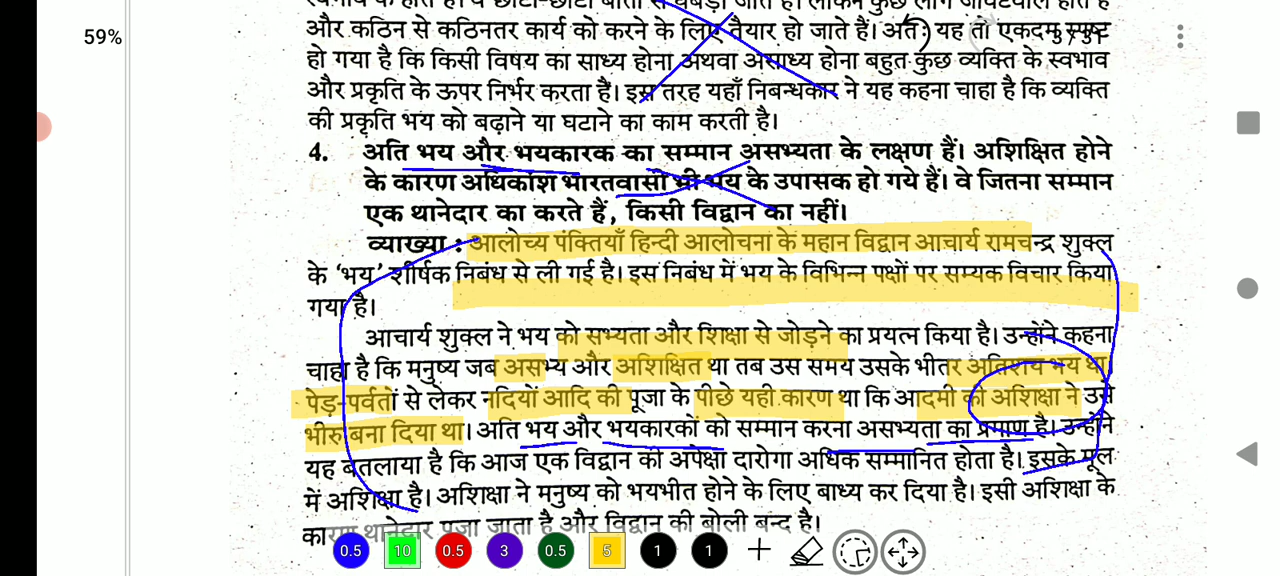 59%
और कठिन से कठिनतर कार्य को करने के लिए तैयार हो जाते हैं। अतः यह तो एकदम स्पष्ट
हो गया है कि किसी विषय का साध्य होना अथवा असाध्य होना बहुत कुछ व्यक्ति के स्वभाव
और प्रकृति के ऊपर निर्भर करता हैं। इस तरह यहाँ निबन्धकार ने यह कहना चाहा है कि व्यक्ति
की प्रकृति भय को बढ़ाने या घटाने का काम करती है।
4. अति भय और भयकारक का सम्मान असभ्यता के लक्षण हैं। अशिक्षित होने
के कारण अधिकांश भारतवासी भी भय के उपासक हो गये हैं। वे जितना सम्मान
एक थानेदार का करते हैं, किसी विद्वान का नहीं।
व्याख्या : आलोच्य पंक्तियाँ हिन्दी आलोचना के महान विद्वान आचार्य रामचन्द्र शुक्ल
के ‘भय’ शीर्षक निबंध से ली गई है। इस निबंध में भय के विभिन्न पक्षों पर सम्यक विचार किया
गया है।
आचार्य शुक्ल ने भय को सभ्यता और शिक्षा से जोड़ने का प्रयत्न किया है। उन्होंने कहना
चाहा है कि मनुष्य जब असभ्य और अशिक्षित था तब उस समय उसके भीतर अतिशय भय था
पेड़-पर्वतों से लेकर नदियों आदि की पूजा के पीछे यही कारण था कि आदमी को अशिक्षा ने उसे
भीरु बना दिया था। अति भय और भयकारकों को सम्मान करना असभ्यता का प्रमाण है। उन्होंने
यह बतलाया है कि आज एक विद्वान की अपेक्षा दारोगा अधिक सम्मानित होता है। इसके मूल
में अशिक्षा है। अशिक्षा ने मनुष्य को भयभीत होने के लिए बाध्य कर दिया है। इसी अशिक्षा के
कारण थानेदार पूजा जाता है और विद्वान की बोली बन्द है।
0.5 10 0.5 3 0.5 5 1 1